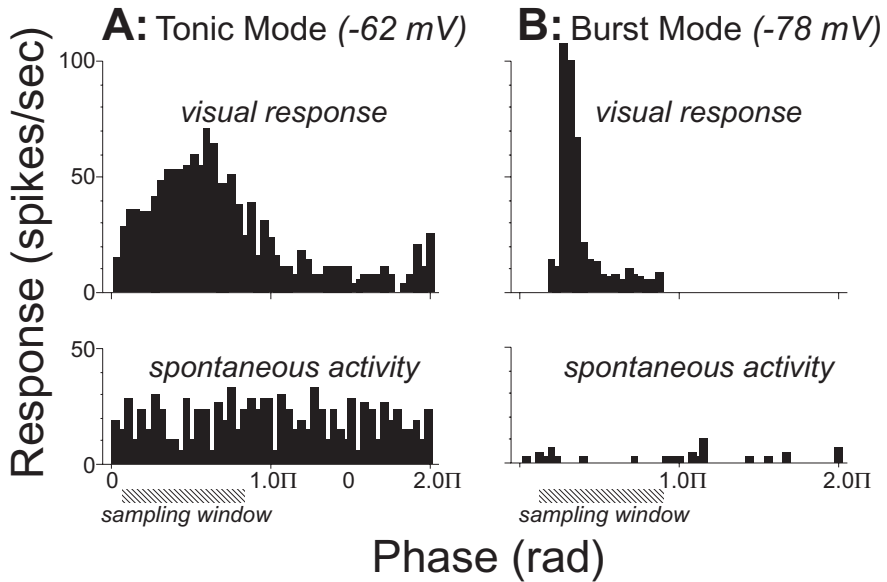 A: Tonic Mode (-62 mV)
B: Burst Mode (-78 mV)
Response (spikes/sec)
100
50
0
visual response
visual response
50
0
spontaneous activity
spontaneous activity
0 1.0Π 0 2.0Π
1.0Π 2.0Π
sampling window
sampling window
Phase (rad)